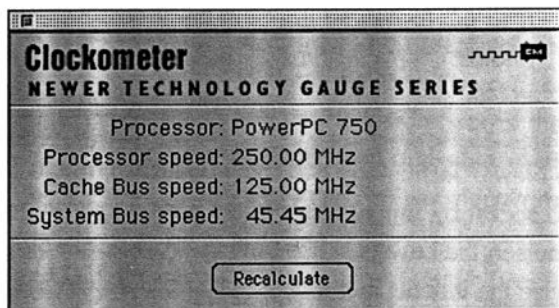 Clockometer
CM
NEWER TECHNOLOGY GAUGE SERIES
Processor: PowerPC 750
Processor speed: 250.00 MHz
Cache Bus speed: 125.00 MHz
System Bus speed: 45.45 MHz
Recalculate